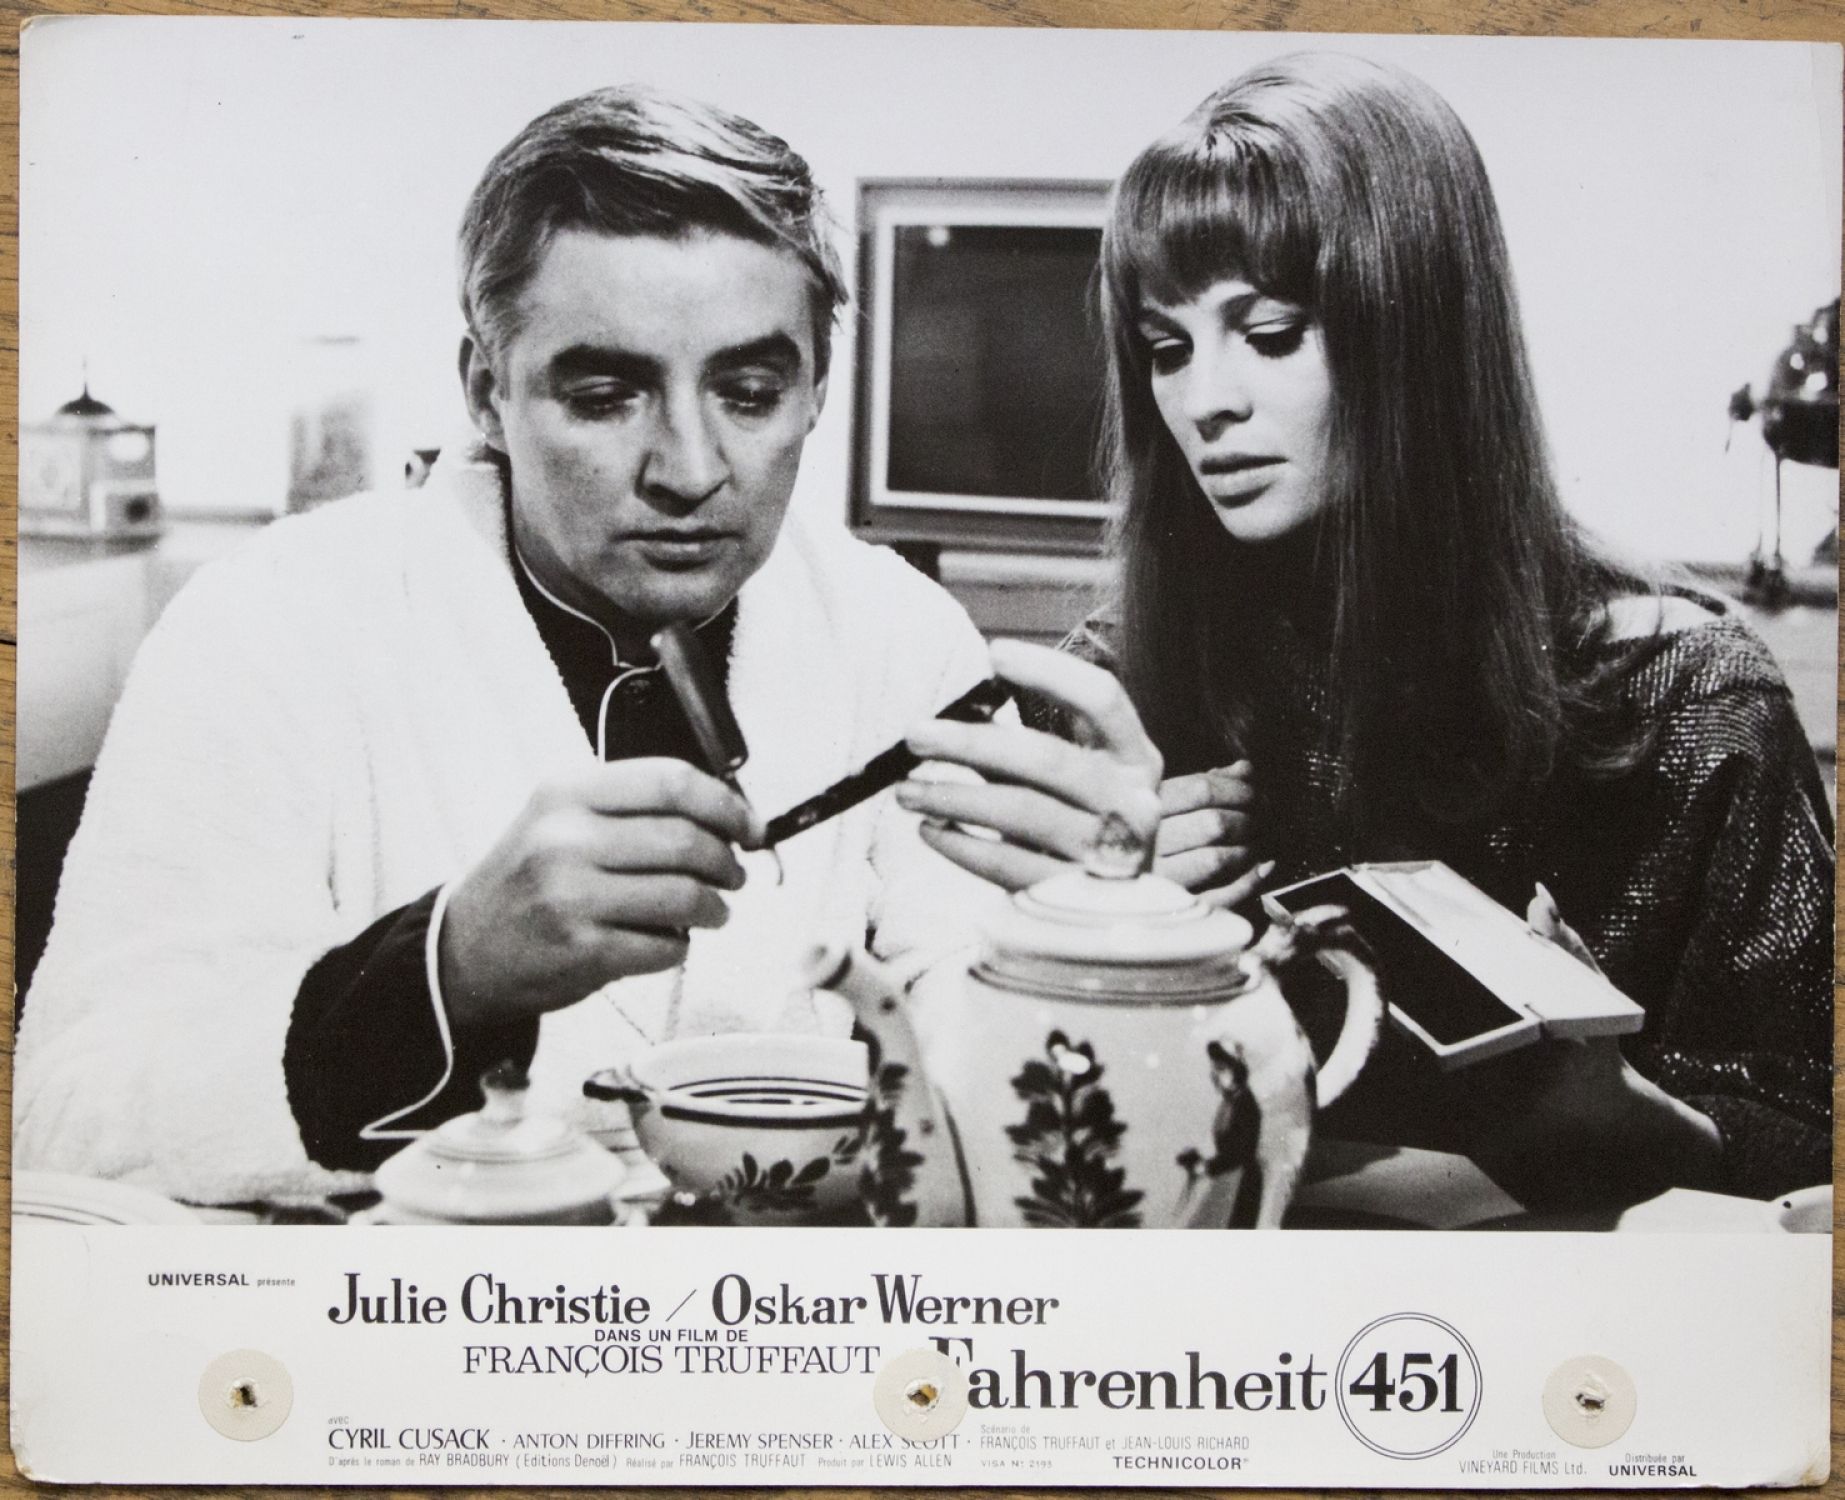 UNIVERSAL présente
Julie Christie / Oskar Werner
DANS UN FILM DE
FRANÇOIS TRUFFAUT
Fahrenheit 451
avec
CYRIL CUSACK · ANTON DIFFRING · JEREMY SPENSER · ALEX SCOTT ·
Scénario de
FRANÇOIS TRUFFAUT et JEAN-LOUIS RICHARD
D'après le roman de RAY BRADBURY (Editions Denoël) Réalisé par FRANÇOIS TRUFFAUT Produit par LEWIS ALLEN
VISA N° 2193
TECHNICOLOR®
Une Production
VINEYARD FILMS Ltd.
Distribuée par
UNIVERSAL